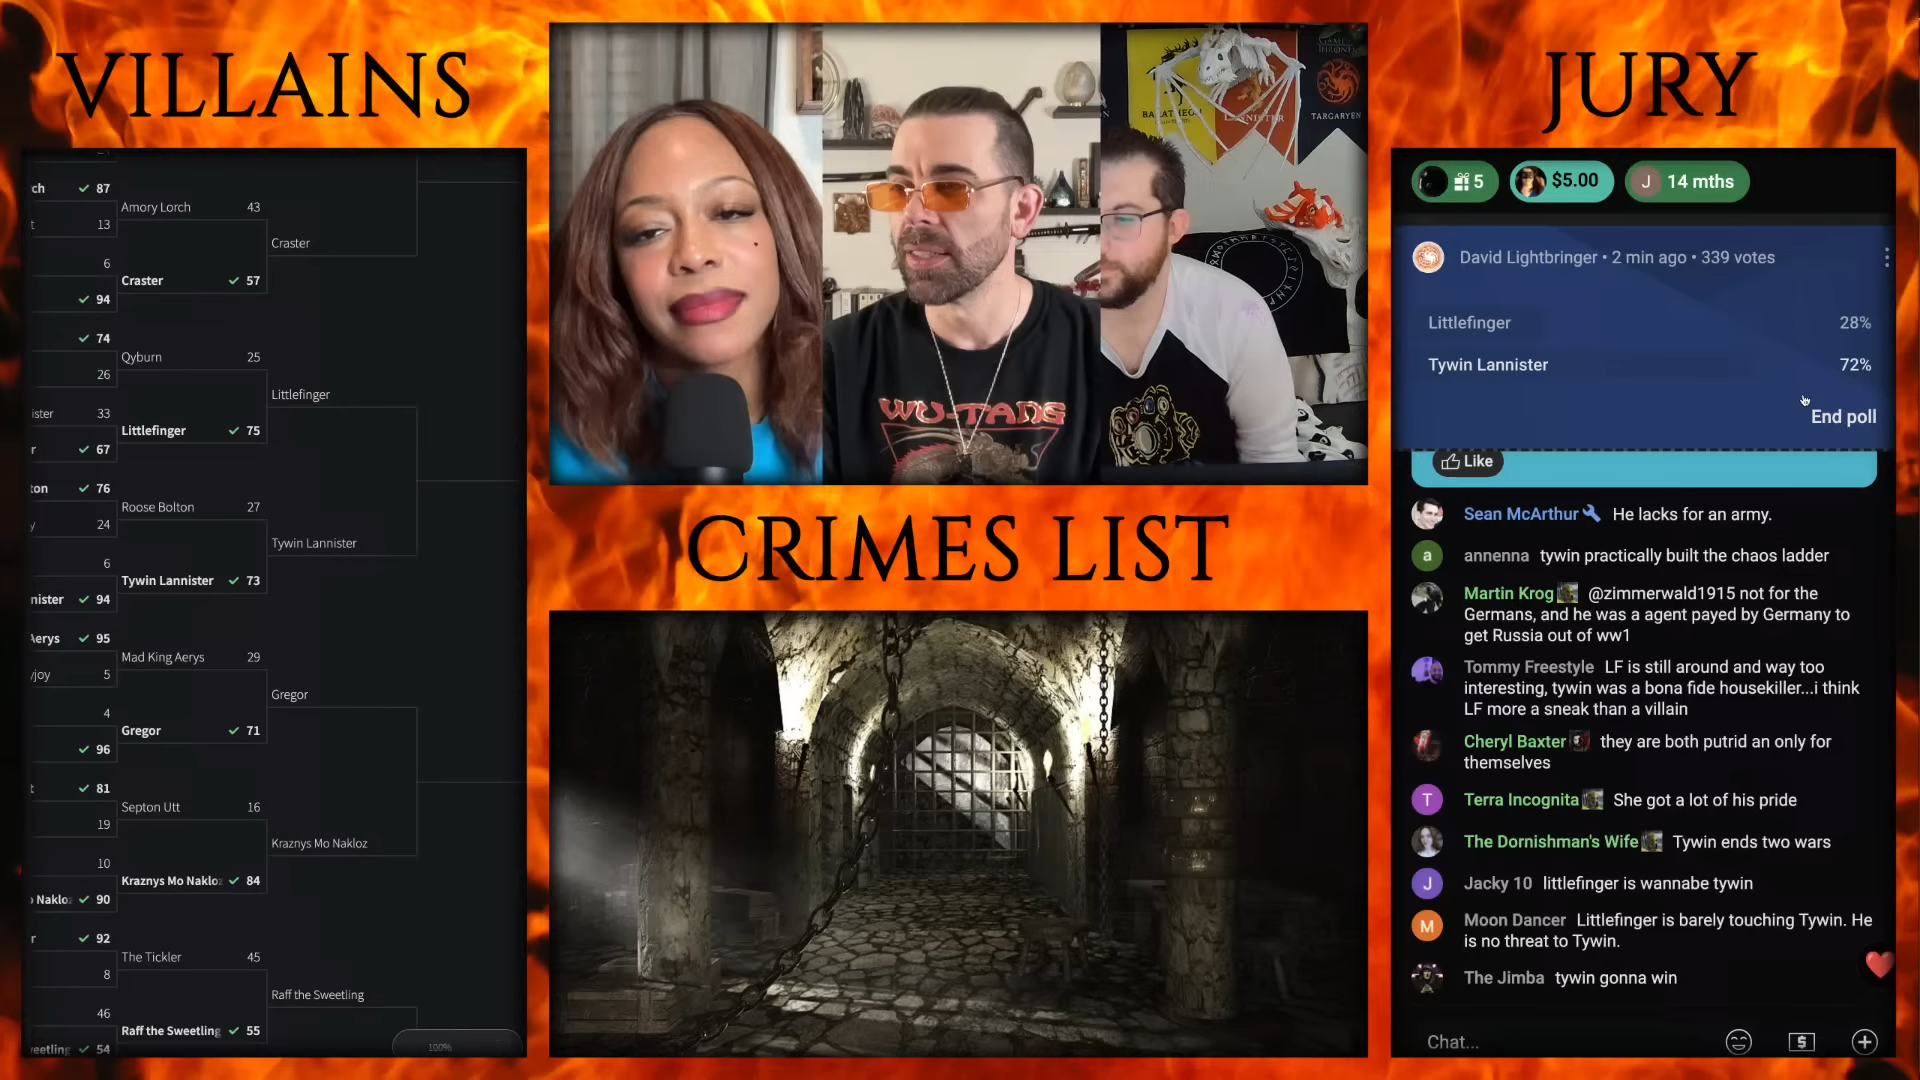 VILLAINS
JURY
CRIMES LIST
ch 87
t 13
6
94
74
26
ister 33
r 67
ton 76
y 24
6
nister 94
Aerys 95
yjoy 5
4
96
t 81
19
10
o Naklo 90
r 92
8
46
eetling 54
Amory Lorch 43
Craster 57
Qyburn 25
Littlefinger 75
Roose Bolton 27
Tywin Lannister 73
Mad King Aerys 29
Gregor 71
Septon Utt 16
Kraznys Mo Nakloz 84
The Tickler 45
Raff the Sweetling 55
Craster
Littlefinger
Tywin Lannister
Gregor
Kraznys Mo Nakloz
Raff the Sweetling
100%
WU-TANG
GAME OF
THRONES
BARATHEON
LANNISTER
TARGARYEN
5
$5.00
J 14 mths
David Lightbringer • 2 min ago • 339 votes
Littlefinger 28%
Tywin Lannister 72%
End poll
Like
Sean McArthur He lacks for an army.
a annenna tywin practically built the chaos ladder
Martin Krog @zimmerwald1915 not for the
Germans, and he was a agent payed by Germany to
get Russia out of ww1
Tommy Freestyle LF is still around and way too
interesting, tywin was a bona fide housekiller...i think
LF more a sneak than a villain
Cheryl Baxter they are both putrid an only for
themselves
T Terra Incognita She got a lot of his pride
The Dornishman's Wife Tywin ends two wars
J Jacky 10 littlefinger is wannabe tywin
M Moon Dancer Littlefinger is barely touching Tywin. He
is no threat to Tywin.
The Jimba tywin gonna win
Chat...